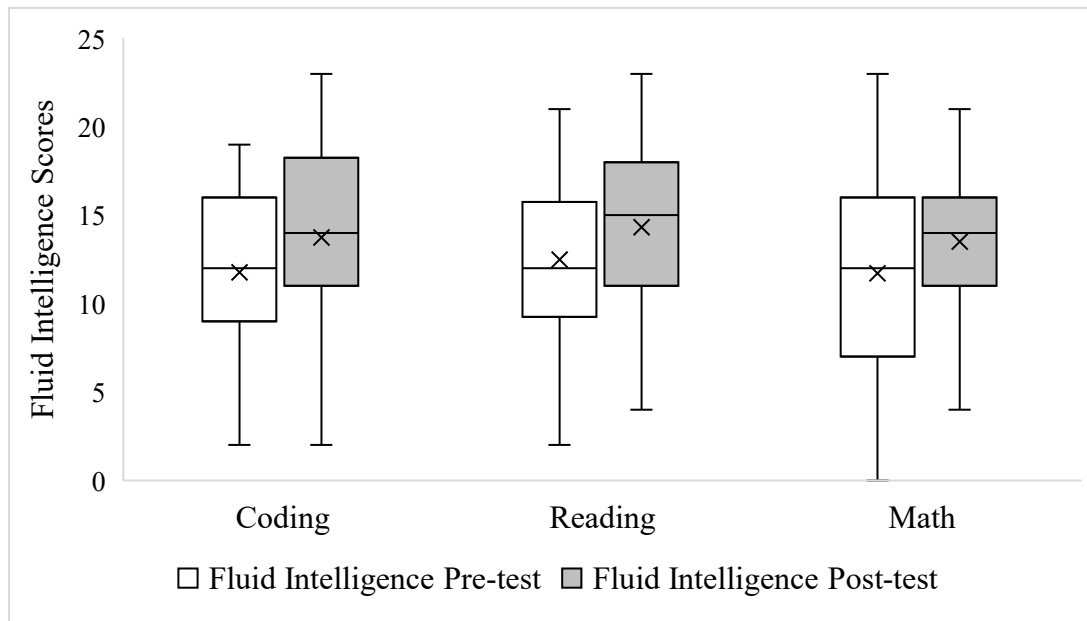 Fluid Intelligence Scores
25
20
15
10
5
0
Coding Reading Math
Fluid Intelligence Pre-test Fluid Intelligence Post-test